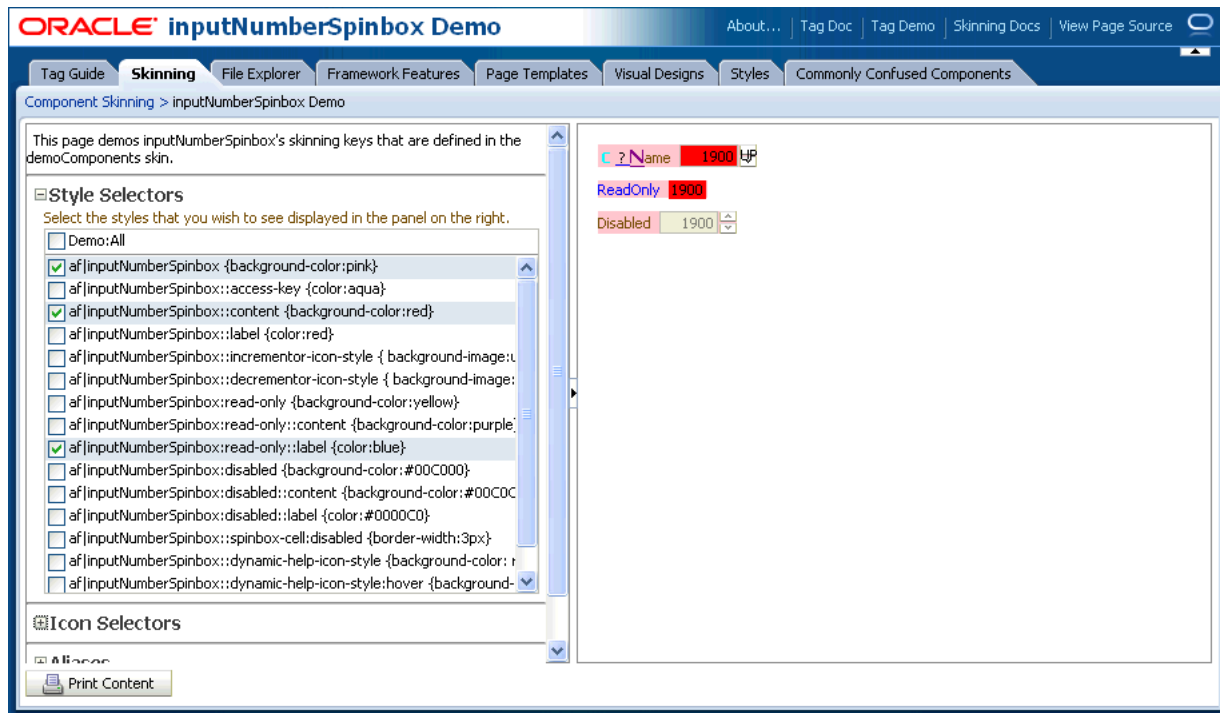 ORACLE inputNumberSpinbox Demo
About... Tag Doc Tag Demo Skinning Docs View Page Source
Tag Guide Skinning File Explorer Framework Features Page Templates Visual Designs Styles Commonly Confused Components
Component Skinning > inputNumberSpinbox Demo
This page demos inputNumberSpinbox's skinning keys that are defined in the
demoComponents skin.
Style Selectors
Select the styles that you wish to see displayed in the panel on the right.
Demo:All
af|inputNumberSpinbox {background-color:pink}
af|inputNumberSpinbox::access-key {color:aqua}
af|inputNumberSpinbox::content {background-color:red}
af|inputNumberSpinbox::label {color:red}
af|inputNumberSpinbox::incrementor-icon-style { background-image:u
af|inputNumberSpinbox::decrementor-icon-style { background-image:
af|inputNumberSpinbox:read-only {background-color:yellow}
af|inputNumberSpinbox:read-only::content {background-color:purple}
af|inputNumberSpinbox:read-only::label {color:blue}
af|inputNumberSpinbox:disabled {background-color:#00C000}
af|inputNumberSpinbox:disabled::content {background-color:#00C0C
af|inputNumberSpinbox:disabled::label {color:#0000C0}
af|inputNumberSpinbox::spinbox-cell:disabled {border-width:3px}
af|inputNumberSpinbox::dynamic-help-icon-style {background-color: r
af|inputNumberSpinbox::dynamic-help-icon-style:hover {background-
Icon Selectors
Aliases
Print Content
C ? Name 1900
ReadOnly 1900
Disabled 1900